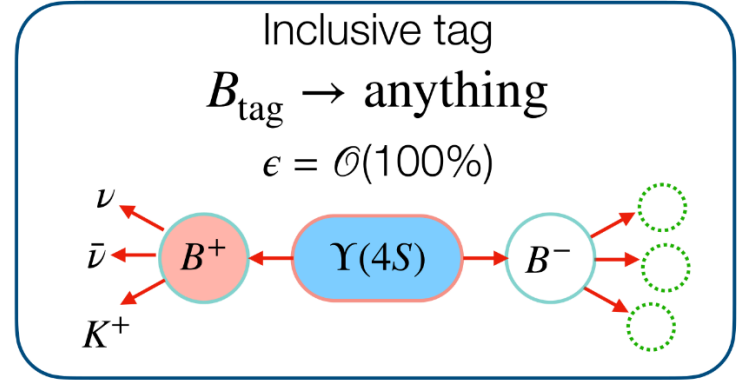 Inclusive tag
B_tag → anything
ϵ = 𝒪(100%)
ν
ν̄
K⁺
B⁺
Υ(4S)
B⁻